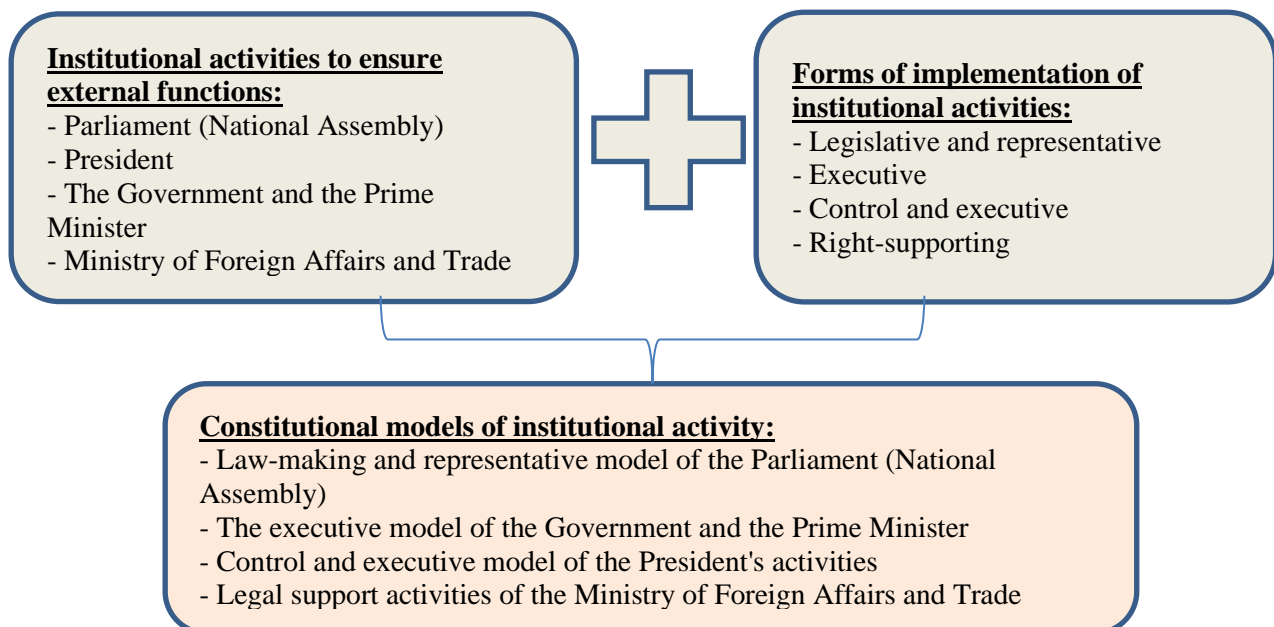 Institutional activities to ensure
external functions:
- Parliament (National Assembly)
- President
- The Government and the Prime
Minister
- Ministry of Foreign Affairs and Trade
Forms of implementation of
institutional activities:
- Legislative and representative
- Executive
- Control and executive
- Right-supporting
Constitutional models of institutional activity:
- Law-making and representative model of the Parliament (National
Assembly)
- The executive model of the Government and the Prime Minister
- Control and executive model of the President's activities
- Legal support activities of the Ministry of Foreign Affairs and Trade